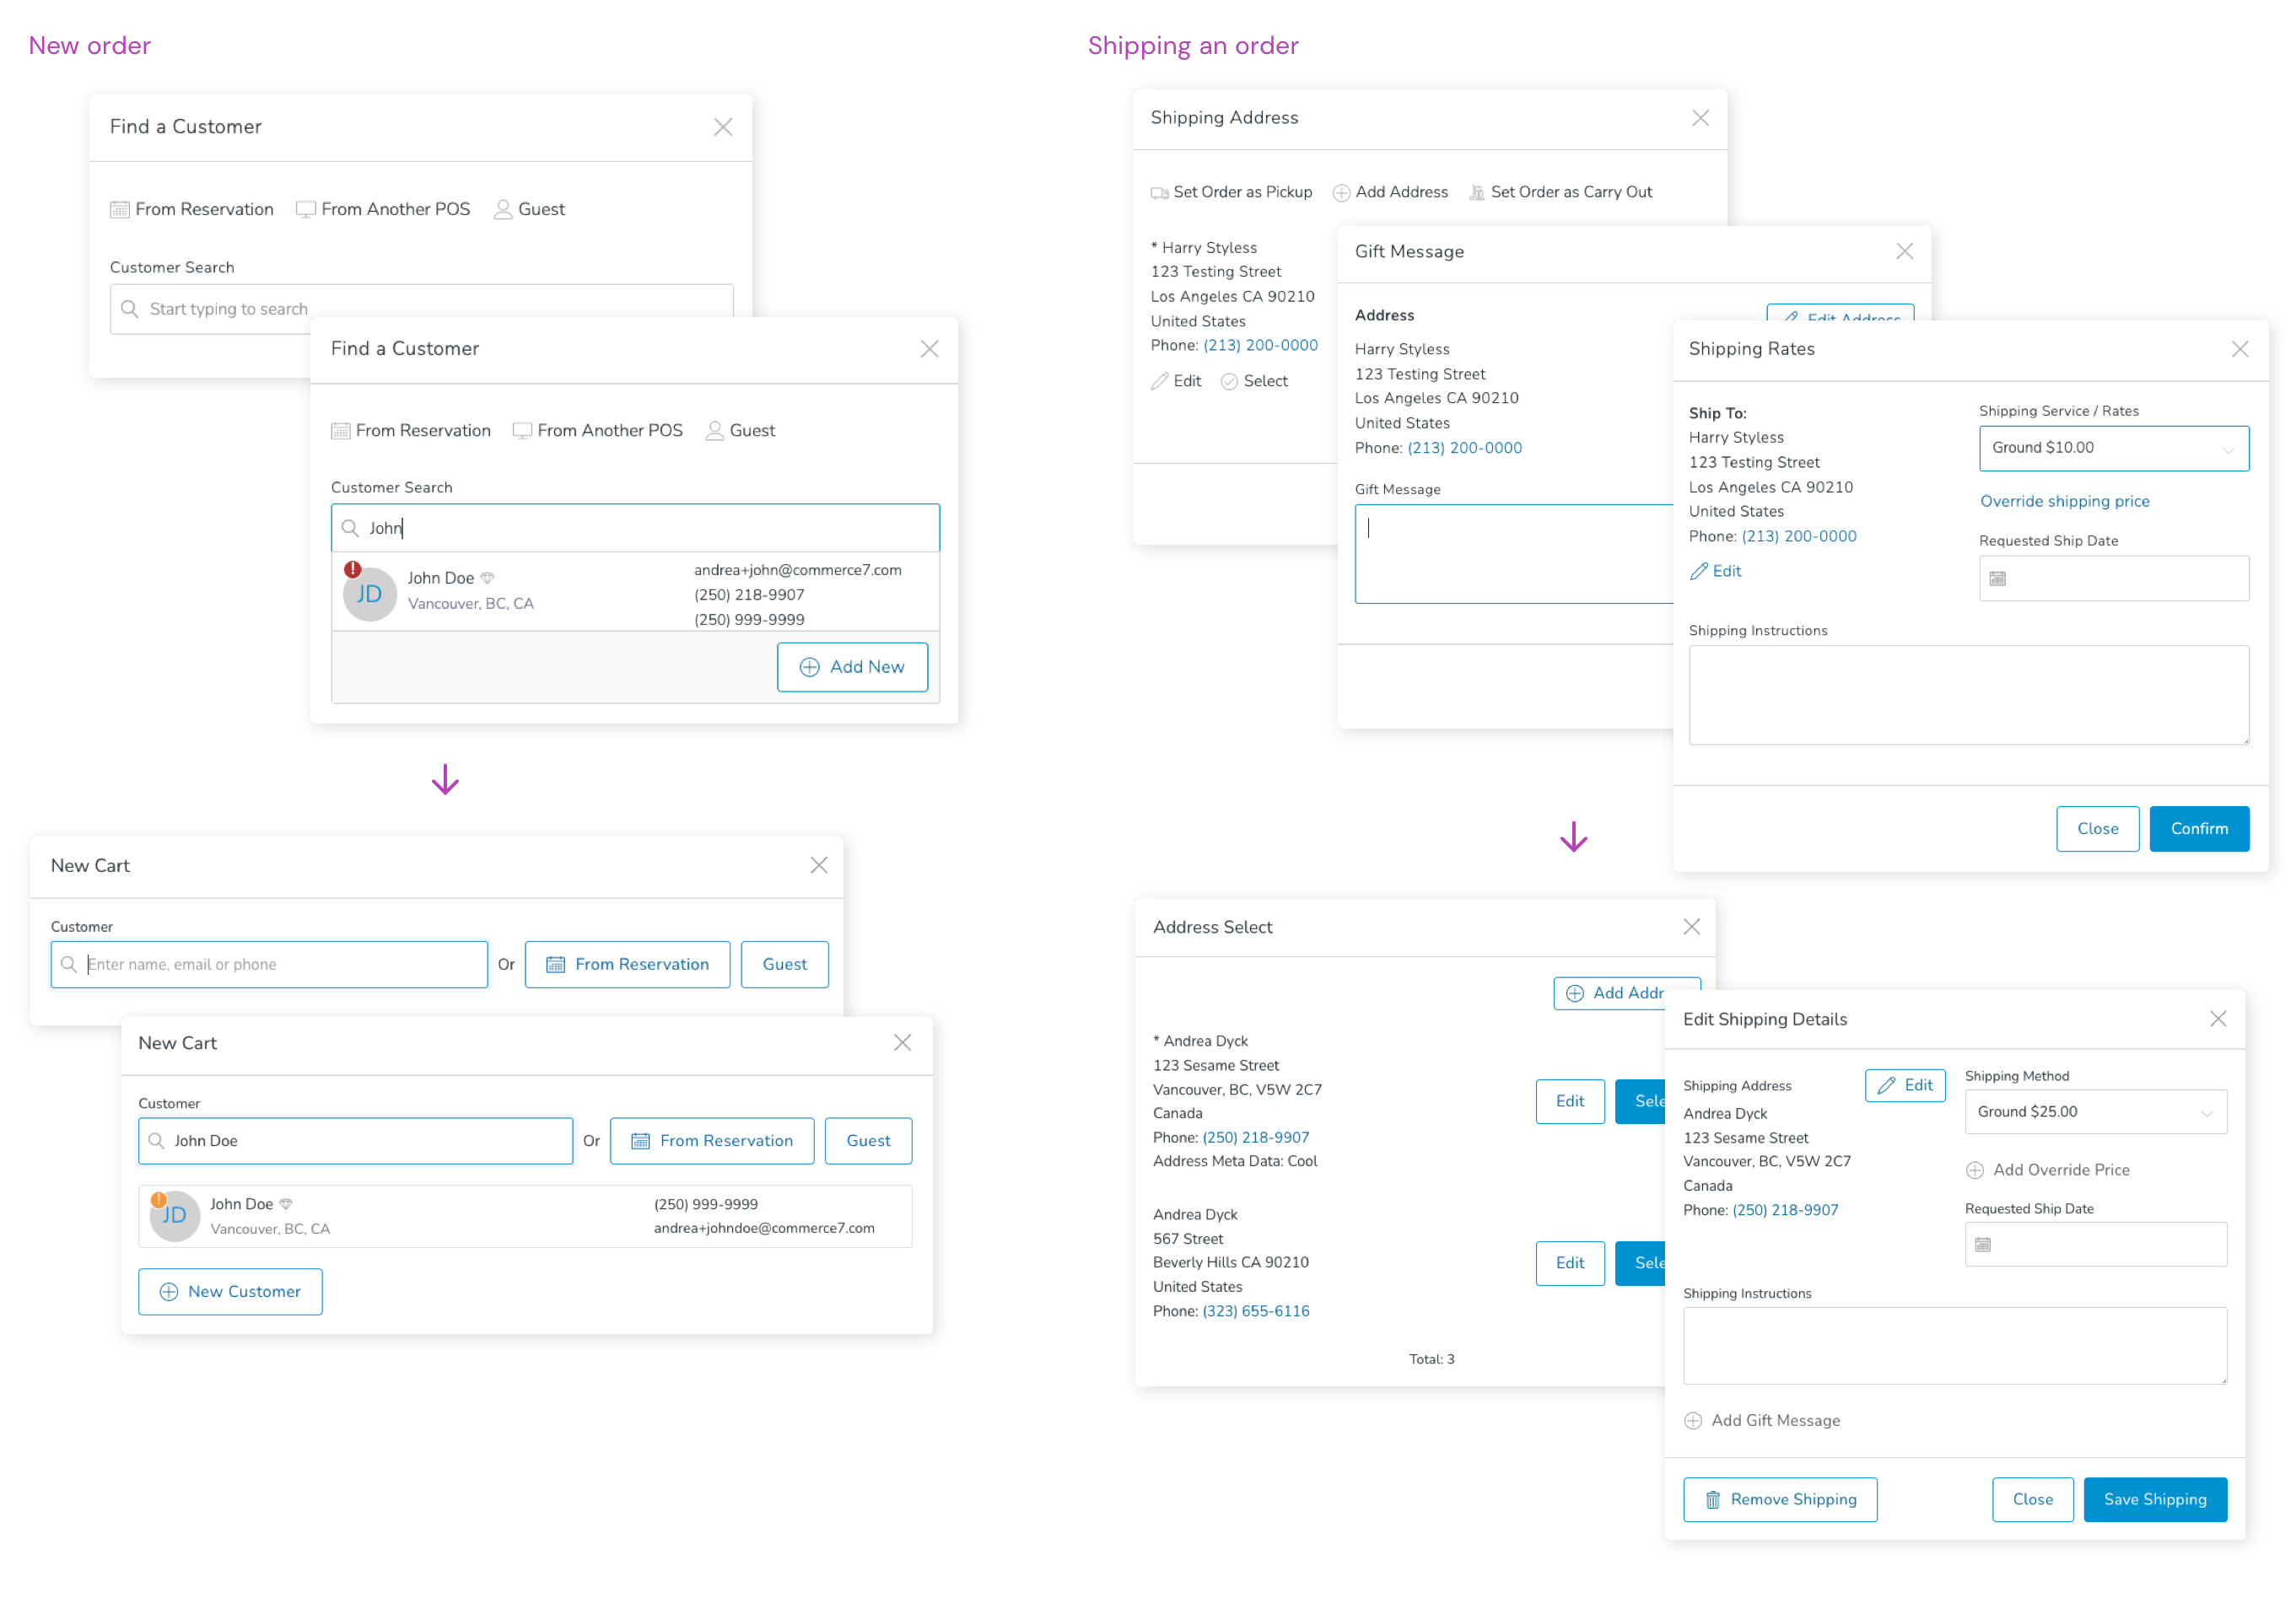 New order
Find a Customer
From Reservation From Another POS Guest
Customer Search
Start typing to search
Find a Customer
From Reservation From Another POS Guest
Customer Search
John
! JD John Doe andrea+john@commerce7.com
Vancouver, BC, CA (250) 218-9907
(250) 999-9999
Add New
New Cart
Customer
Enter name, email or phone Or From Reservation Guest
New Cart
Customer
John Doe Or From Reservation Guest
! JD John Doe (250) 999-9999
Vancouver, BC, CA andrea+johndoe@commerce7.com
New Customer
Shipping an order
Shipping Address
Set Order as Pickup Add Address Set Order as Carry Out
* Harry Styless
123 Testing Street
Los Angeles CA 90210
United States
Phone: (213) 200-0000
Edit Select
Gift Message
Address Edit Address
Harry Styless
123 Testing Street
Los Angeles CA 90210
United States
Phone: (213) 200-0000
Gift Message
Shipping Rates
Ship To:
Harry Styless
123 Testing Street
Los Angeles CA 90210
United States
Phone: (213) 200-0000
Edit
Shipping Service / Rates
Ground $10.00
Override shipping price
Requested Ship Date
Shipping Instructions
Close Confirm
Address Select
Add Addr
* Andrea Dyck
123 Sesame Street
Vancouver, BC, V5W 2C7
Canada
Phone: (250) 218-9907
Address Meta Data: Cool
Edit Sele
Andrea Dyck
567 Street
Beverly Hills CA 90210
United States
Phone: (323) 655-6116
Edit Sele
Total: 3
Edit Shipping Details
Shipping Address Edit
Andrea Dyck
123 Sesame Street
Vancouver, BC, V5W 2C7
Canada
Phone: (250) 218-9907
Shipping Method
Ground $25.00
Add Override Price
Requested Ship Date
Shipping Instructions
Add Gift Message
Remove Shipping Close Save Shipping